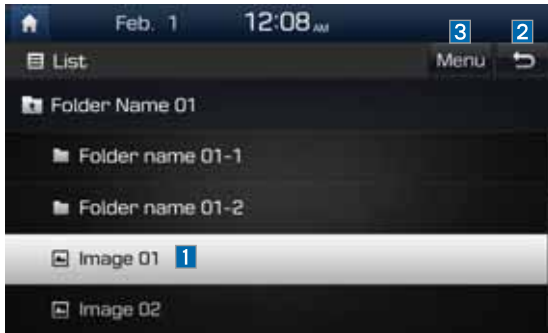 Feb. 1 12:08 AM
3 2
List Menu
Folder Name 01
Folder name 01-1
Folder name 01-2
Image 01 1
Image 02